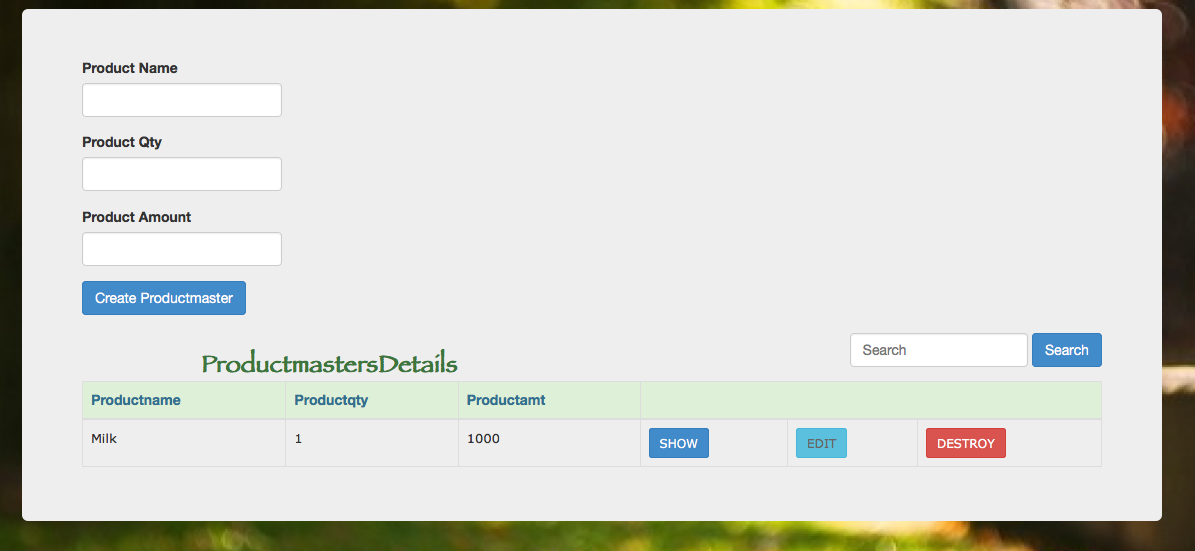 Product Name
Product Qty
Product Amount
Create Productmaster
Search Search
ProductmastersDetails
Productname Productqty Productamt
Milk 1 1000 SHOW EDIT DESTROY